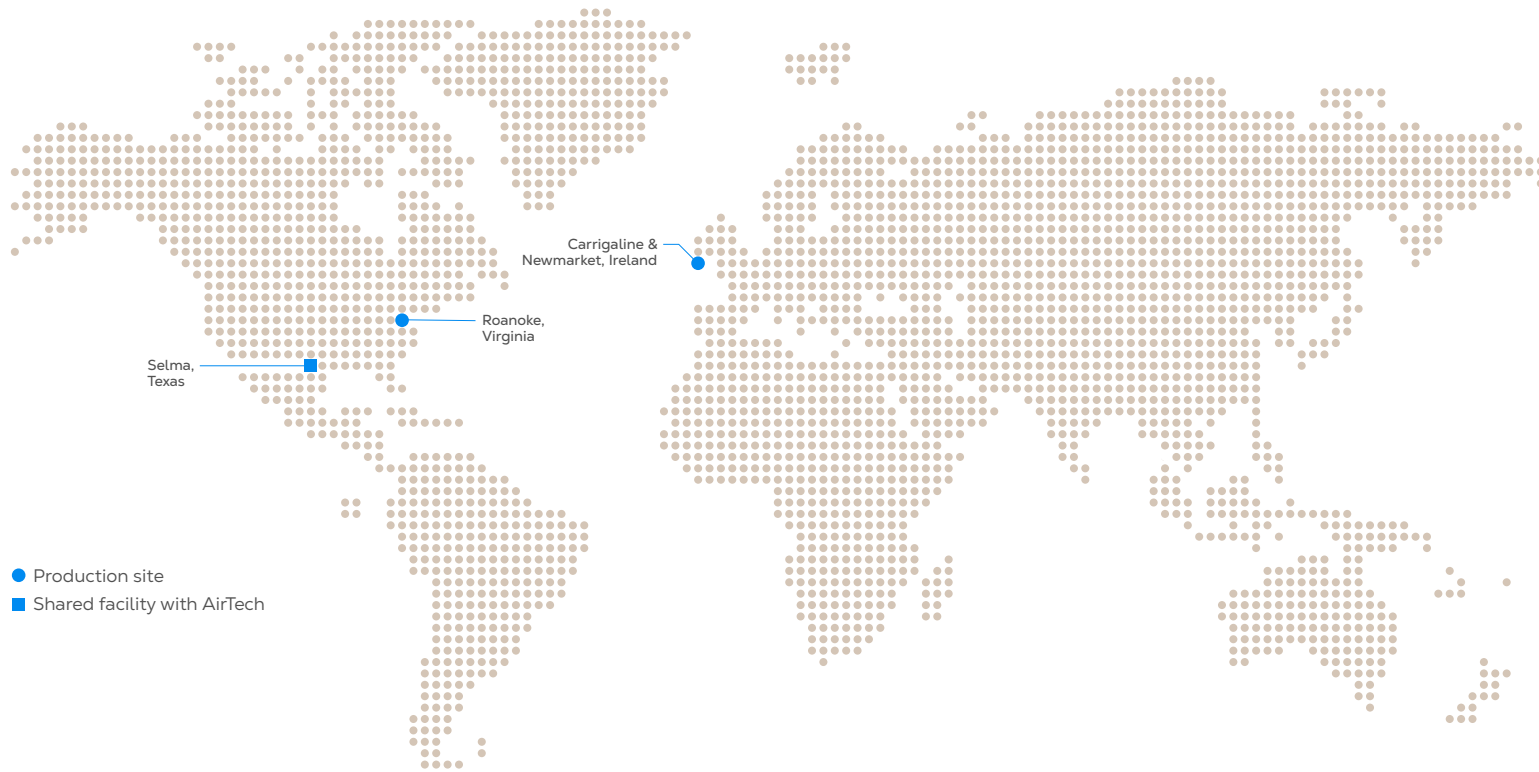 Carrigaline &
Newmarket, Ireland
Roanoke,
Virginia
Selma,
Texas
Production site
Shared facility with AirTech